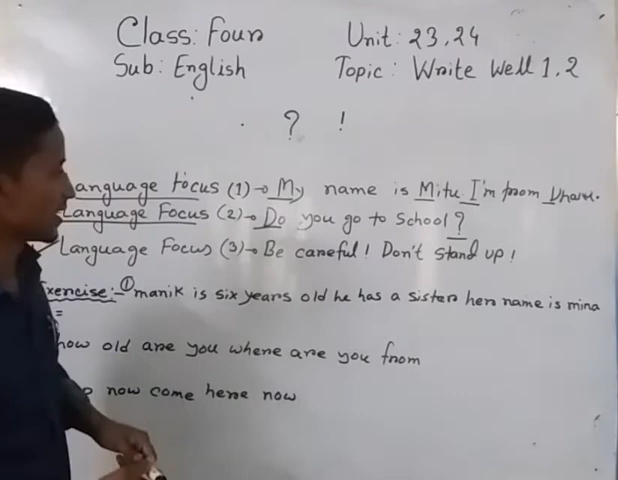 Class: Four
Unit: 23,24
Sub: English
Topic: Write Well 1,2
. ? !
anguage Focus (1) → My name is Mitu I'm from Dhaka.
Language Focus (2) → Do you go to School?
Language Focus (3) → Be careful! Don't stand up!
Exercise:- ① manik is six years old he has a sister her name is mina
how old are you where are you from
now come here now